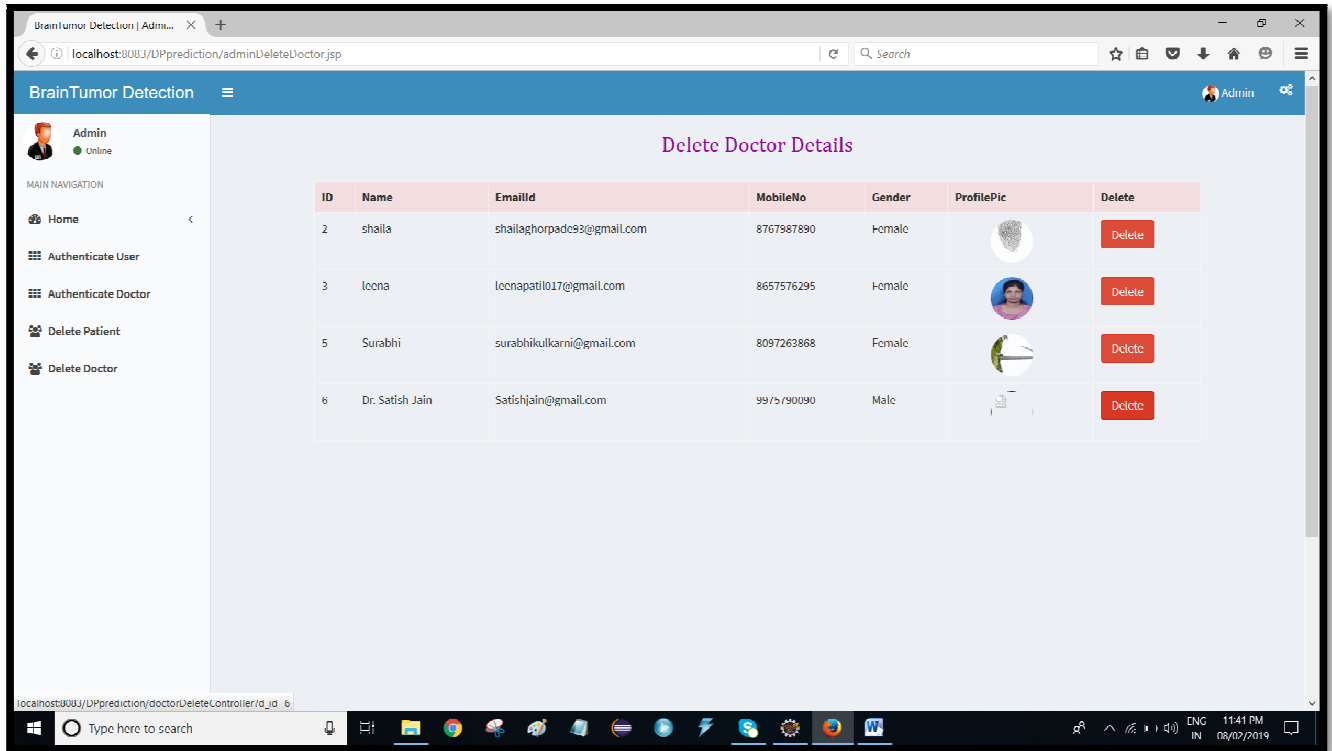 BrainTumor Detection | Admi...
localhost:8083/DPprediction/adminDeleteDoctor.jsp
Search
BrainTumor Detection
Admin
Admin
Online
MAIN NAVIGATION
Home
Authenticate User
Authenticate Doctor
Delete Patient
Delete Doctor
Delete Doctor Details
ID Name EmailId MobileNo Gender ProfilePic Delete
2 shaila shailaghorpade93@gmail.com 8767987890 Female Delete
3 leena leenapatil017@gmail.com 8657576295 Female Delete
5 Surabhi surabhikulkarni@gmail.com 8097263868 Female Delete
6 Dr. Satish Jain Satishjain@gmail.com 9975790090 Male Delete
localhost:8083/DPprediction/doctorDeleteController?d_id=6
Type here to search
ENG
IN
11:41 PM
08/02/2019